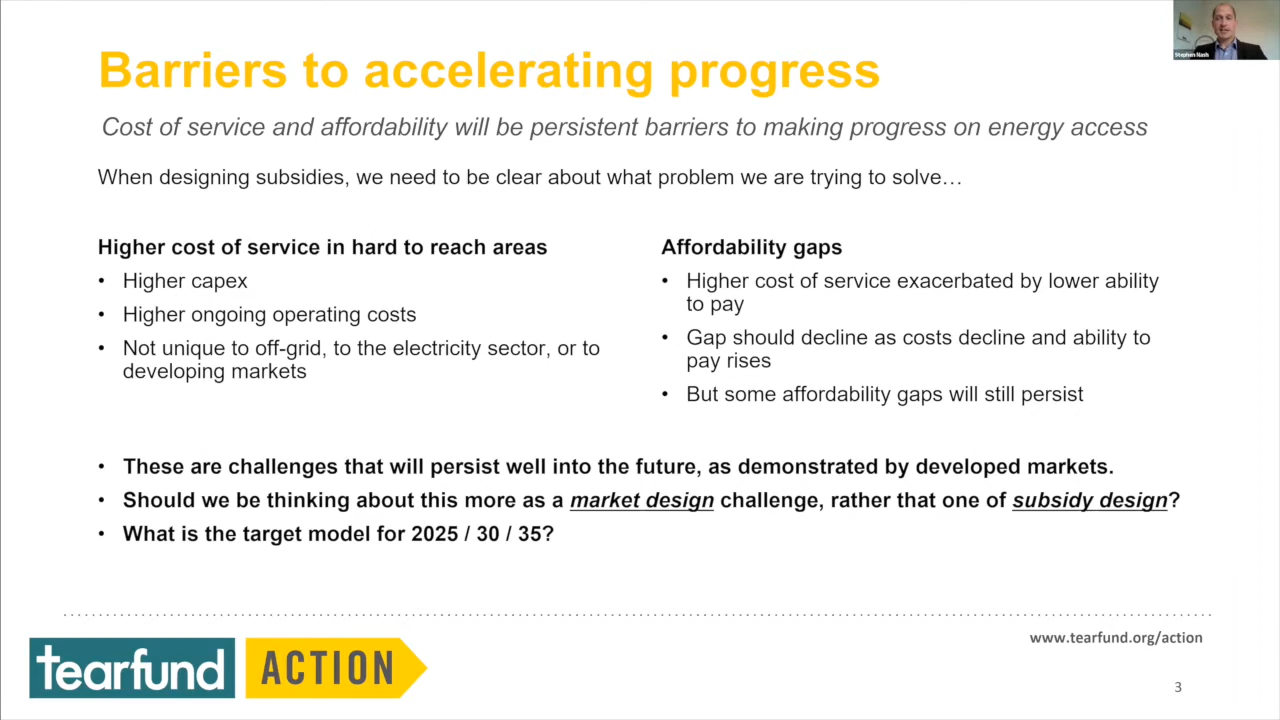 Stephen Nash
Barriers to accelerating progress
Cost of service and affordability will be persistent barriers to making progress on energy access
When designing subsidies, we need to be clear about what problem we are trying to solve…
Higher cost of service in hard to reach areas
• Higher capex
• Higher ongoing operating costs
• Not unique to off-grid, to the electricity sector, or to
developing markets
Affordability gaps
• Higher cost of service exacerbated by lower ability
to pay
• Gap should decline as costs decline and ability to
pay rises
• But some affordability gaps will still persist
• These are challenges that will persist well into the future, as demonstrated by developed markets.
• Should we be thinking about this more as a market design challenge, rather that one of subsidy design?
• What is the target model for 2025 / 30 / 35?
tearfund ACTION
www.tearfund.org/action
3